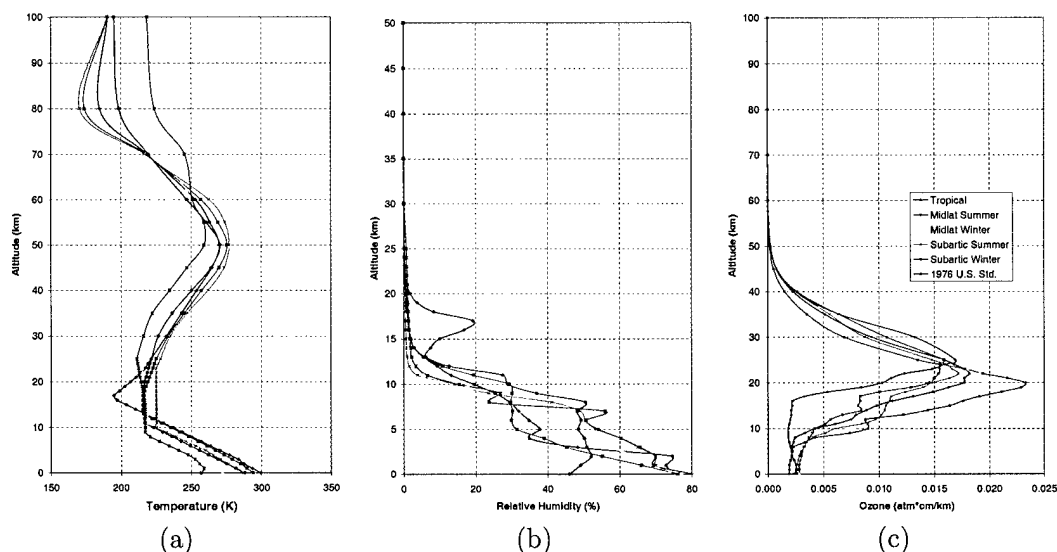 100
90
80
70
60
50
40
30
20
10
0
Altitude (km)
150 200 250 300 350
Temperature (K)
(a)
50
45
40
35
30
25
20
15
10
5
0
Altitude (km)
0 20 40 60 80
Relative Humidity (%)
(b)
100
90
80
70
60
50
40
30
20
10
0
Altitude (km)
Tropical
Midlat Summer
Midlat Winter
Subartic Summer
Subartic Winter
1976 U.S. Std.
0.000 0.005 0.010 0.015 0.020 0.025
Ozone (atm*cm/km)
(c)